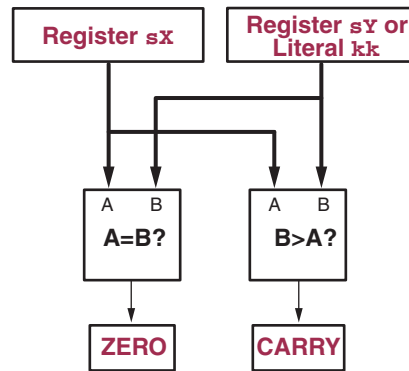 Register sX
Register sY or
Literal kk
A B
A=B?
A B
B>A?
ZERO
CARRY